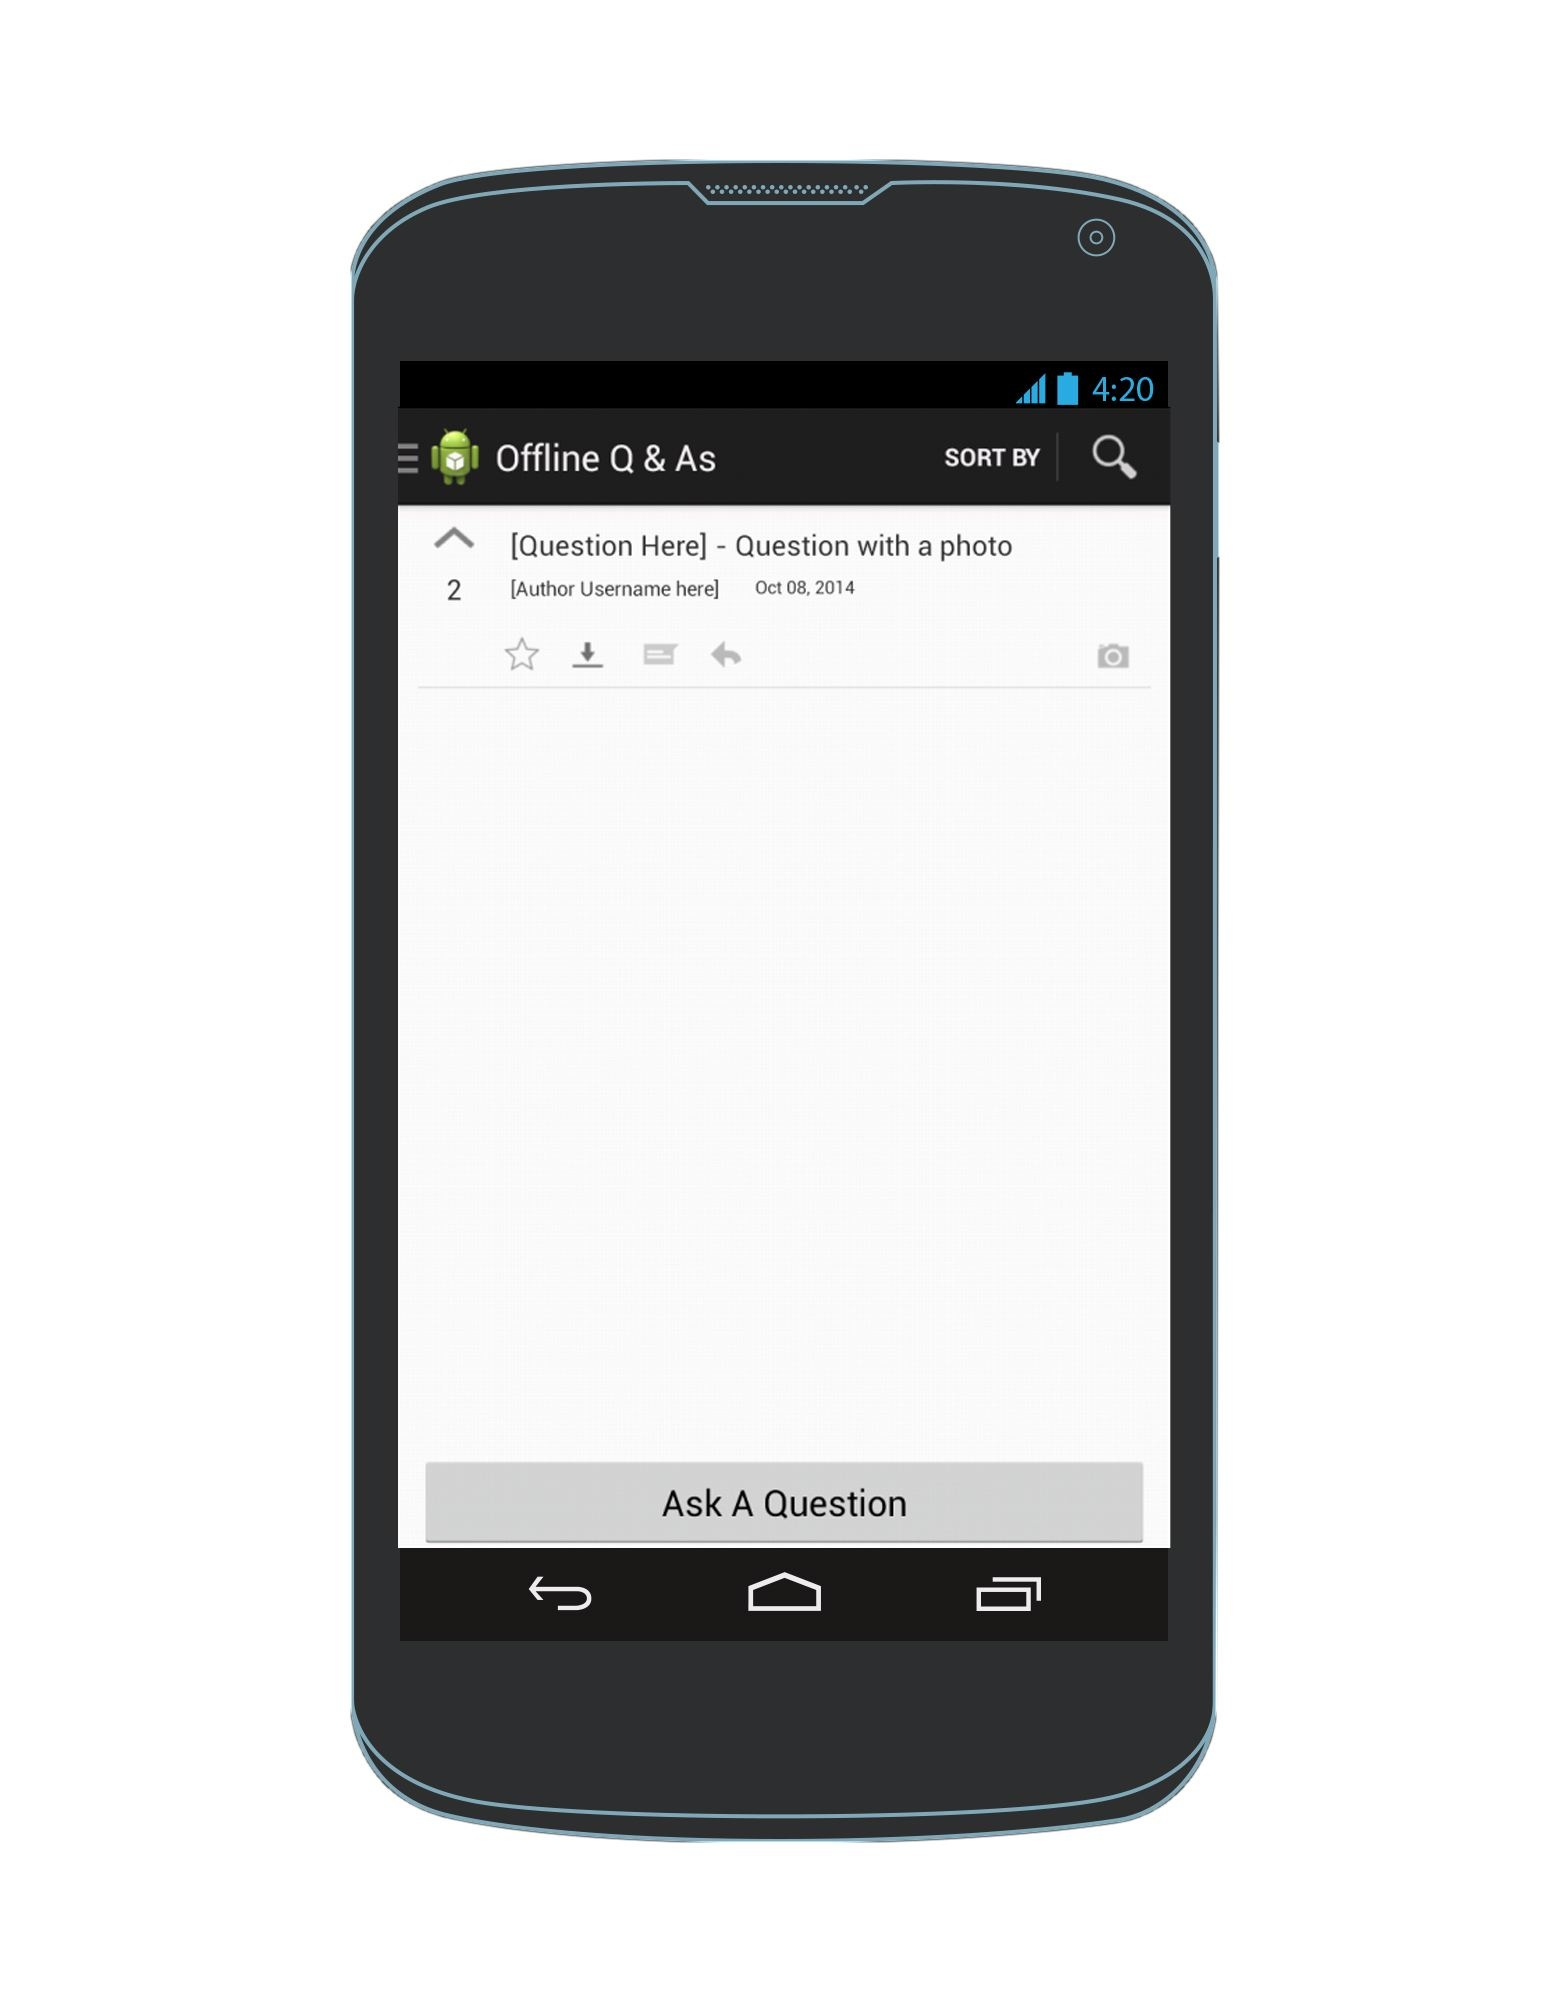 4:20
Offline Q & As SORT BY
[Question Here] - Question with a photo
2 [Author Username here] Oct 08, 2014
Ask A Question